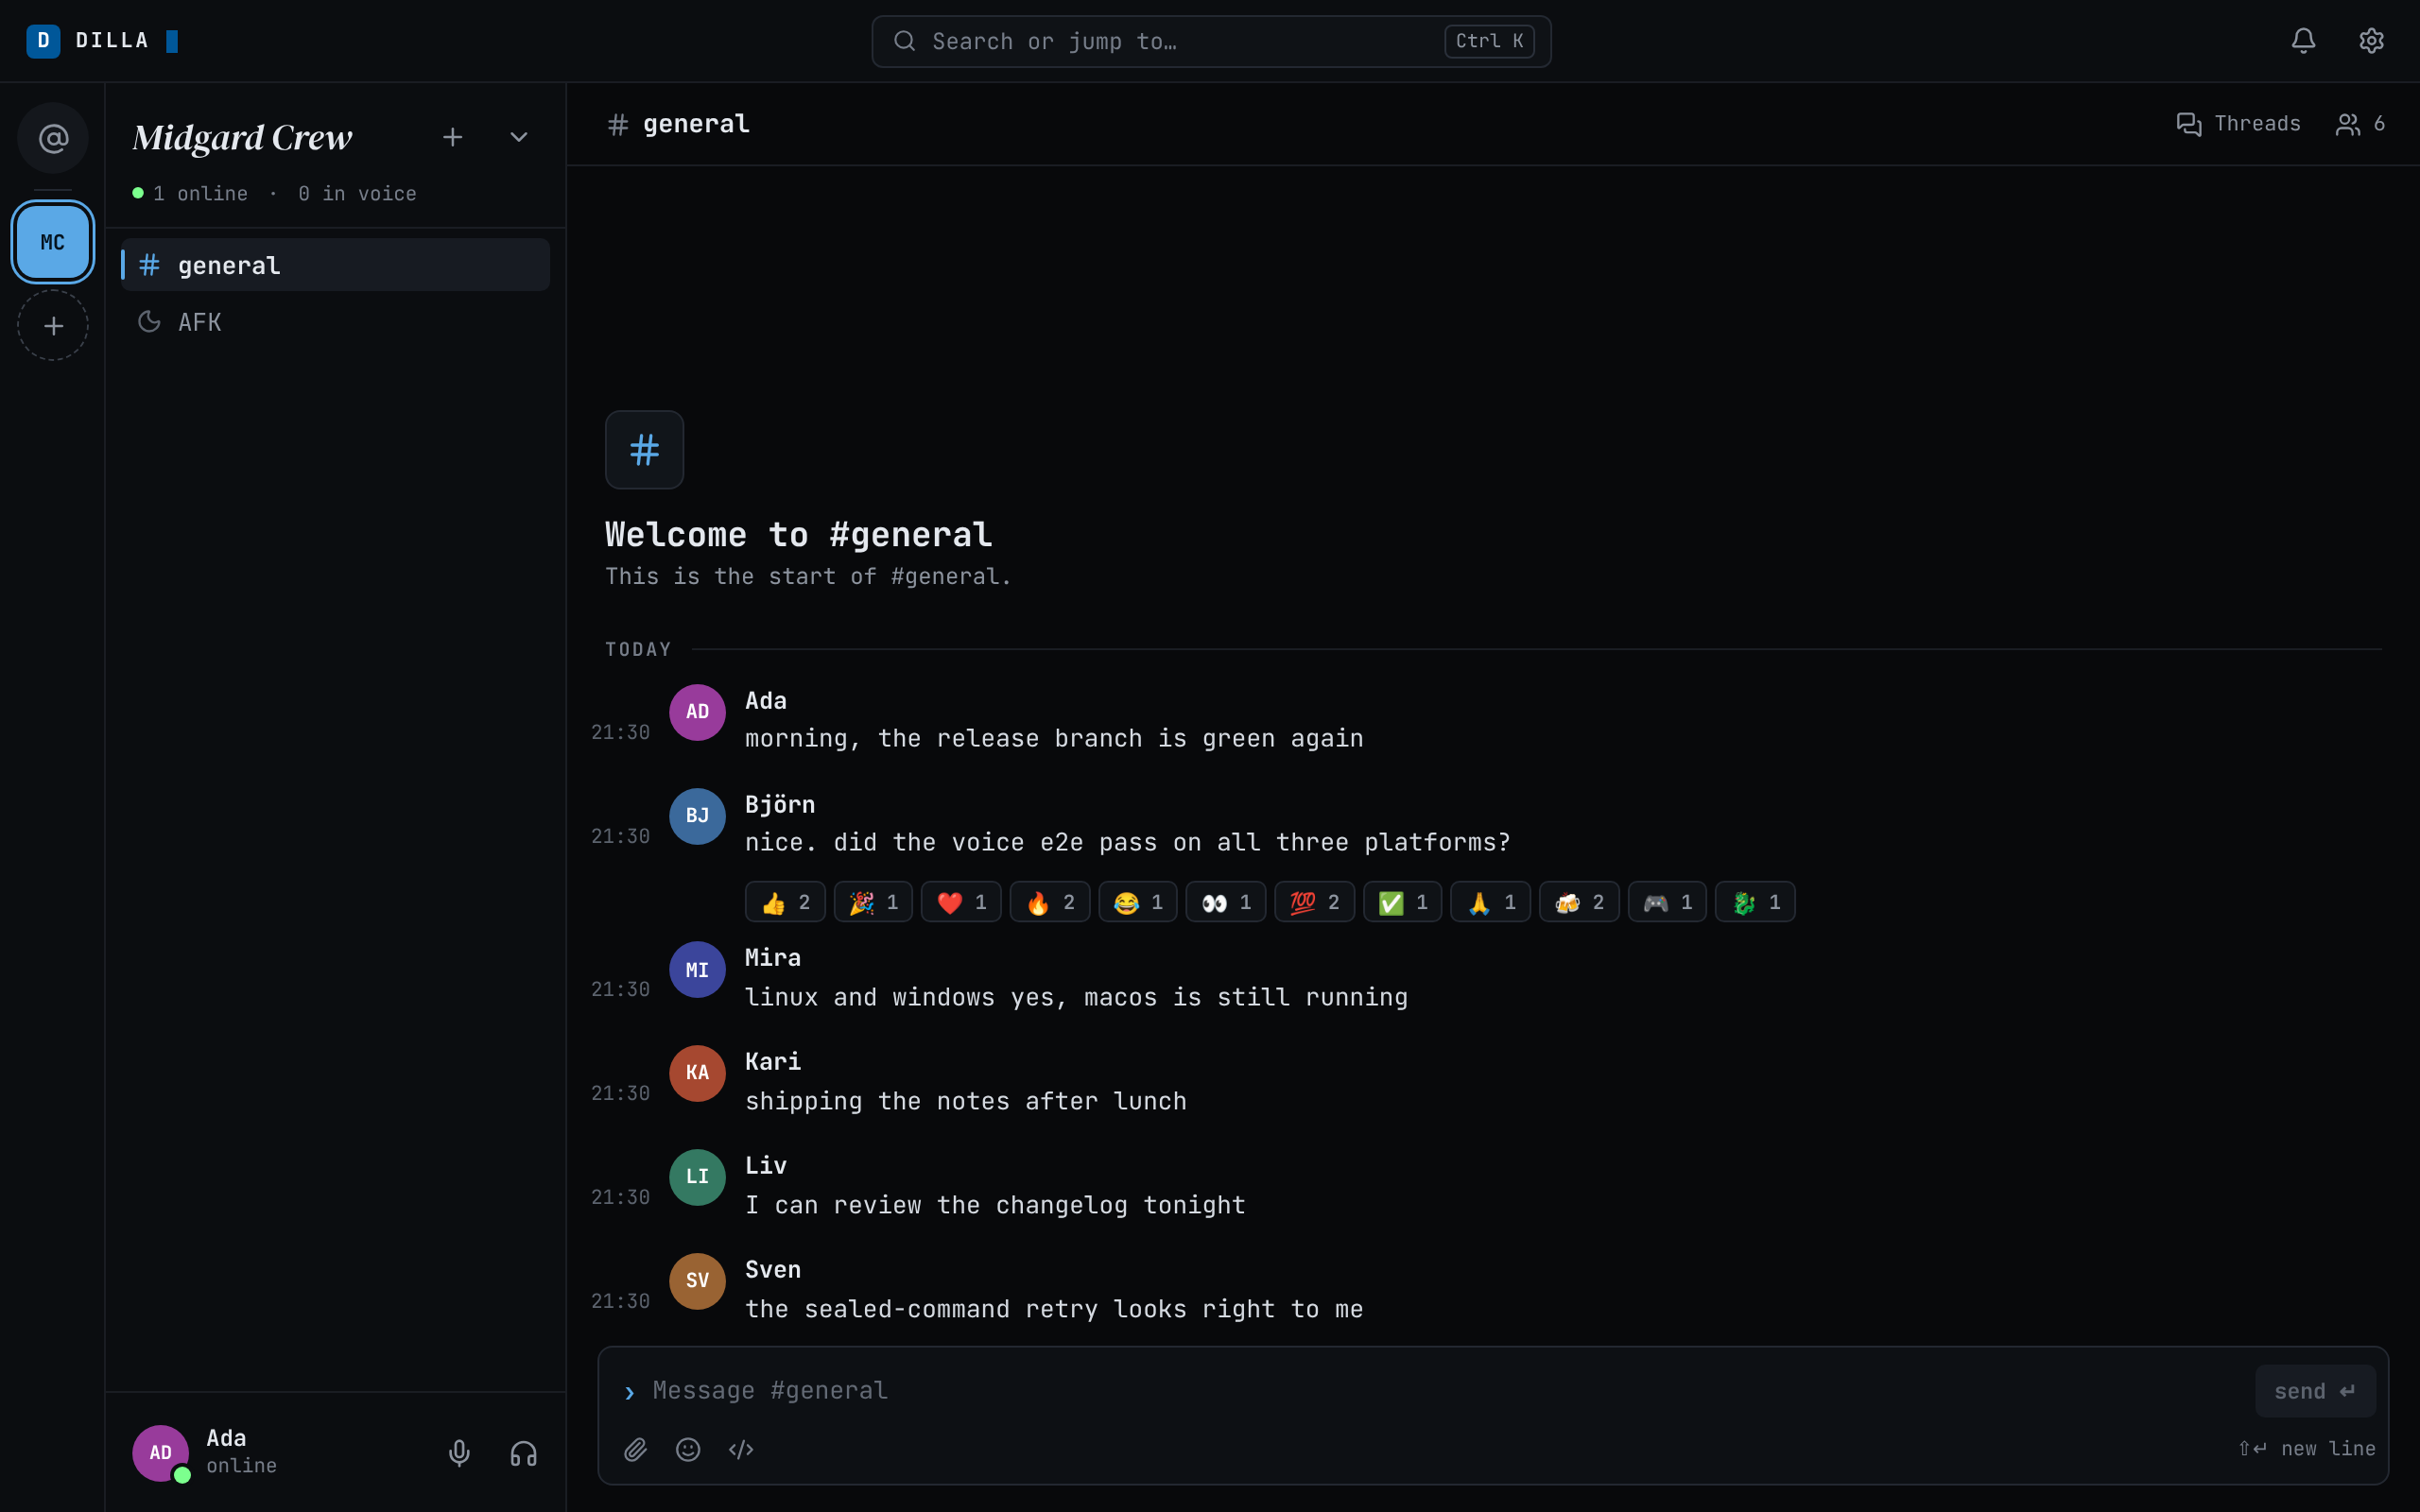 D DILLA
Search or jump to… Ctrl K
@
MC
Midgard Crew
1 online · 0 in voice
# general
AFK
Ada
online
AD
# general
Threads 6
#
Welcome to #general
This is the start of #general.
TODAY
AD Ada
21:30 morning, the release branch is green again
BJ Björn
21:30 nice. did the voice e2e pass on all three platforms?
👍 2 🎉 1 ❤️ 1 🔥 2 😂 1 👀 1 💯 2 ✅ 1 🙏 1 🍻 2 🎮 1 🐉 1
MI Mira
21:30 linux and windows yes, macos is still running
KA Kari
21:30 shipping the notes after lunch
LI Liv
21:30 I can review the changelog tonight
SV Sven
21:30 the sealed-command retry looks right to me
› Message #general send ↵
⇧↵ new line